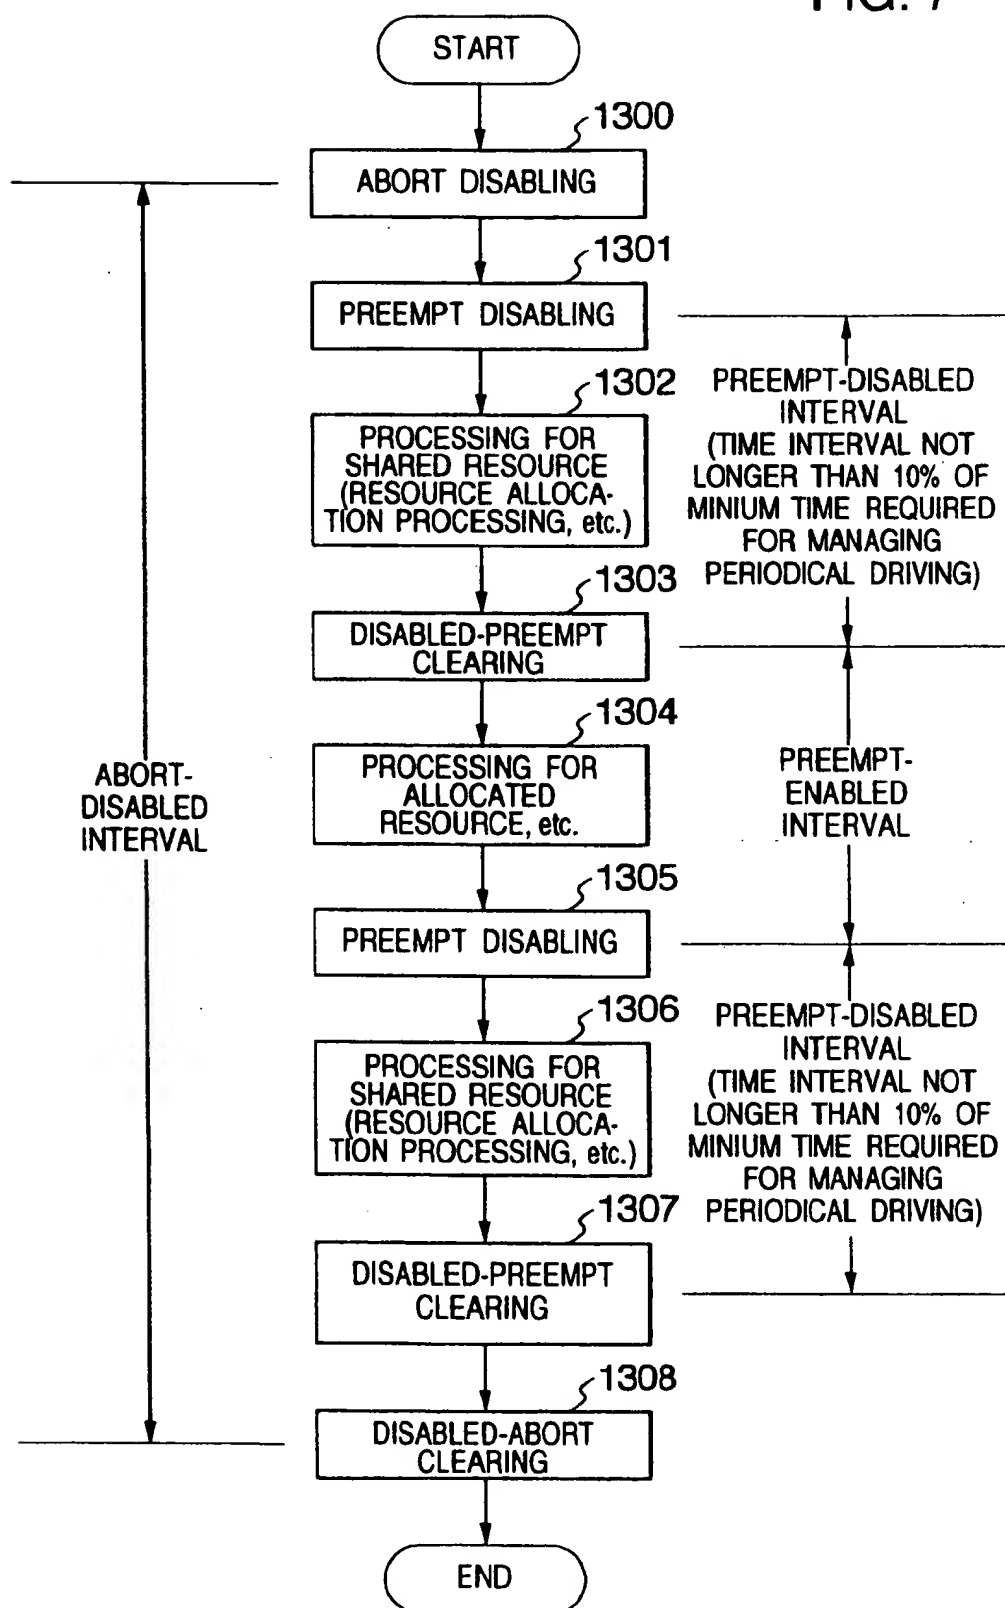 FIG. 7
START
1300
ABORT DISABLING
1301
PREEMPT DISABLING
1302
PROCESSING FOR
SHARED RESOURCE
(RESOURCE ALLOCA-
TION PROCESSING, etc.)
PREEMPT-DISABLED
INTERVAL
(TIME INTERVAL NOT
LONGER THAN 10% OF
MINIUM TIME REQUIRED
FOR MANAGING
PERIODICAL DRIVING)
1303
DISABLED-PREEMPT
CLEARING
1304
PROCESSING FOR
ALLOCATED
RESOURCE, etc.
ABORT-
DISABLED
INTERVAL
PREEMPT-
ENABLED
INTERVAL
1305
PREEMPT DISABLING
1306
PROCESSING FOR
SHARED RESOURCE
(RESOURCE ALLOCA-
TION PROCESSING, etc.)
PREEMPT-DISABLED
INTERVAL
(TIME INTERVAL NOT
LONGER THAN 10% OF
MINIUM TIME REQUIRED
FOR MANAGING
PERIODICAL DRIVING)
1307
DISABLED-PREEMPT
CLEARING
1308
DISABLED-ABORT
CLEARING
END